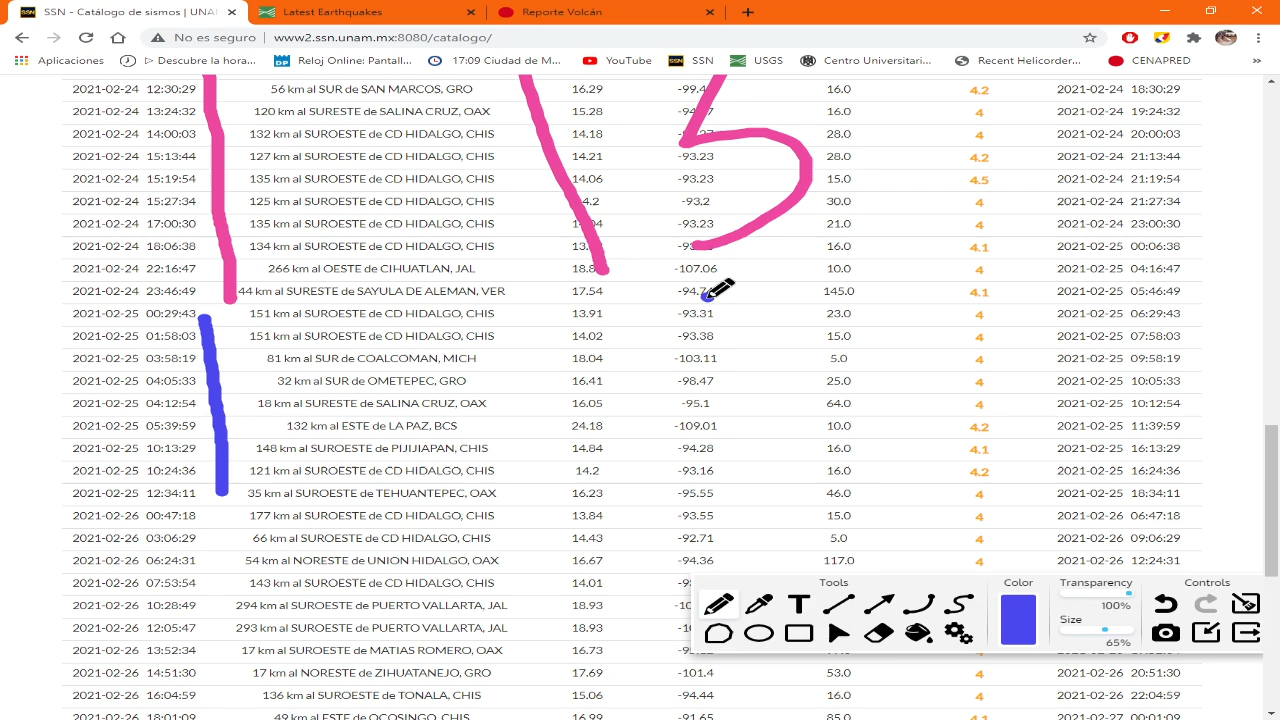 SSN - Catálogo de sismos | UNA
Latest Earthquakes
Reporte Volcán
No es seguro | www2.ssn.unam.mx:8080/catalogo/
Aplicaciones
▷ Descubre la hora...
Reloj Online: Pantall...
17:09 Ciudad de M...
YouTube
SSN
USGS
Centro Universitari...
Recent Helicorder...
CENAPRED
»
2021-02-24 12:30:29 56 km al SUR de SAN MARCOS, GRO 16.29 16.0 4.2 2021-02-24 18:30:29
2021-02-24 13:24:32 120 km al SURESTE de SALINA CRUZ, OAX 15.28 16.0 4 2021-02-24 19:24:32
2021-02-24 14:00:03 132 km al SUROESTE de CD HIDALGO, CHIS 14.18 28.0 4 2021-02-24 20:00:03
2021-02-24 15:13:44 127 km al SUROESTE de CD HIDALGO, CHIS 14.21 -93.23 28.0 4.2 2021-02-24 21:13:44
2021-02-24 15:19:54 135 km al SUROESTE de CD HIDALGO, CHIS 14.06 -93.23 15.0 4.5 2021-02-24 21:19:54
2021-02-24 15:27:34 125 km al SUROESTE de CD HIDALGO, CHIS -93.2 30.0 4 2021-02-24 21:27:34
2021-02-24 17:00:30 135 km al SUROESTE de CD HIDALGO, CHIS -93.23 21.0 4 2021-02-24 23:00:30
2021-02-24 18:06:38 134 km al SUROESTE de CD HIDALGO, CHIS 16.0 4.1 2021-02-25 00:06:38
2021-02-24 22:16:47 266 km al OESTE de CIHUATLAN, JAL -107.06 10.0 4 2021-02-25 04:16:47
2021-02-24 23:46:49 44 km al SURESTE de SAYULA DE ALEMAN, VER 17.54 145.0 4.1 2021-02-25 05:46:49
2021-02-25 00:29:43 151 km al SUROESTE de CD HIDALGO, CHIS 13.91 -93.31 23.0 4 2021-02-25 06:29:43
2021-02-25 01:58:03 151 km al SUROESTE de CD HIDALGO, CHIS 14.02 -93.38 15.0 4 2021-02-25 07:58:03
2021-02-25 03:58:19 81 km al SUR de COALCOMAN, MICH 18.04 -103.11 5.0 4 2021-02-25 09:58:19
2021-02-25 04:05:33 32 km al SUR de OMETEPEC, GRO 16.41 -98.47 25.0 4 2021-02-25 10:05:33
2021-02-25 04:12:54 18 km al SURESTE de SALINA CRUZ, OAX 16.05 -95.1 64.0 4 2021-02-25 10:12:54
2021-02-25 05:39:59 132 km al ESTE de LA PAZ, BCS 24.18 -109.01 10.0 4.2 2021-02-25 11:39:59
2021-02-25 10:13:29 148 km al SUROESTE de PIJIJIAPAN, CHIS 14.84 -94.28 16.0 4.1 2021-02-25 16:13:29
2021-02-25 10:24:36 121 km al SUROESTE de CD HIDALGO, CHIS 14.2 -93.16 16.0 4.2 2021-02-25 16:24:36
2021-02-25 12:34:11 35 km al SUROESTE de TEHUANTEPEC, OAX 16.23 -95.55 46.0 4 2021-02-25 18:34:11
2021-02-26 00:47:18 177 km al SUROESTE de CD HIDALGO, CHIS 13.84 -93.55 15.0 4 2021-02-26 06:47:18
2021-02-26 03:06:29 66 km al SUROESTE de CD HIDALGO, CHIS 14.43 -92.71 5.0 4 2021-02-26 09:06:29
2021-02-26 06:24:31 54 km al NORESTE de UNION HIDALGO, OAX 16.67 -94.36 117.0 4 2021-02-26 12:24:31
2021-02-26 07:53:54 143 km al SUROESTE de CD HIDALGO, CHIS 14.01
2021-02-26 10:28:49 294 km al SUROESTE de PUERTO VALLARTA, JAL 18.93
2021-02-26 12:05:47 293 km al SUROESTE de PUERTO VALLARTA, JAL 18.93
2021-02-26 13:52:34 17 km al SUROESTE de MATIAS ROMERO, OAX 16.73
2021-02-26 14:51:30 17 km al NORESTE de ZIHUATANEJO, GRO 17.69 -101.4 53.0 4 2021-02-26 20:51:30
2021-02-26 16:04:59 136 km al SUROESTE de TONALA, CHIS 15.06 -94.44 16.0 4 2021-02-26 22:04:59
2021-02-26 18:01:09 49 km al ESTE de OCOSINGO, CHIS 16.99 -91.65 85.0 4.1 2021-02-27 00:01:09
Tools
Color
Transparency
Controls
100%
Size
65%
T
15